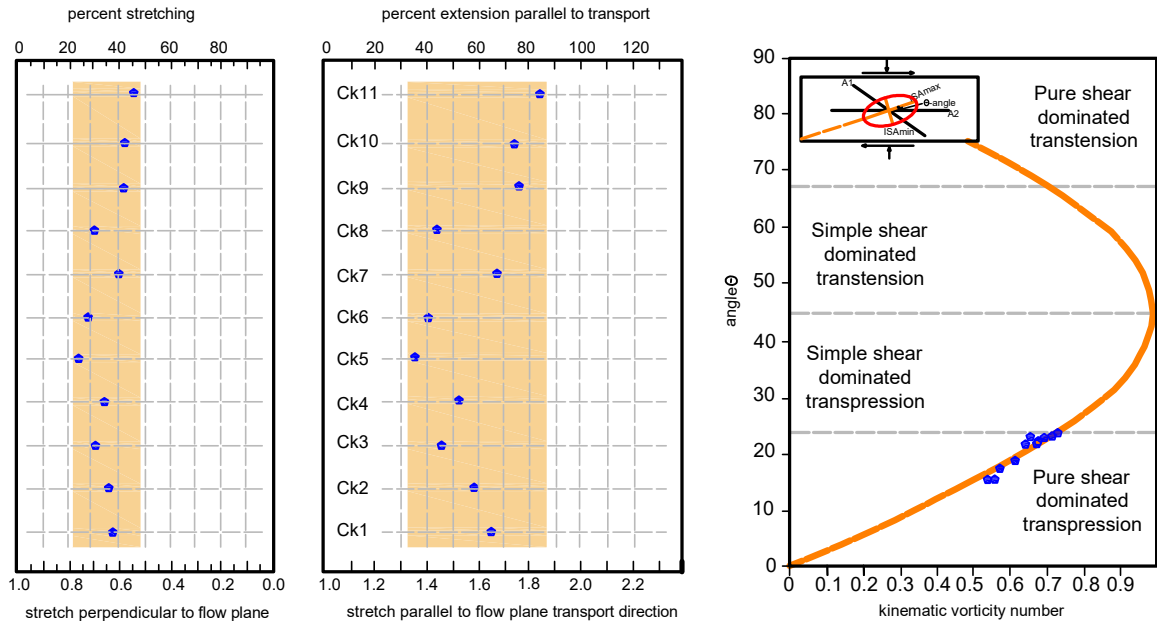 percent stretching
0 20 40 60 80
1.0 0.8 0.6 0.4 0.2 0.0
stretch perpendicular to flow plane
percent extension parallel to transport
0 20 40 60 80 100 120
Ck11
Ck10
Ck9
Ck8
Ck7
Ck6
Ck5
Ck4
Ck3
Ck2
Ck1
1.0 1.2 1.4 1.6 1.8 2.0 2.2
stretch parallel to flow plane transport direction
angleΘ
90
80
70
60
50
40
30
20
10
0
A1
ISAmax
Θ-angle
A2
ISAmin
Pure shear
dominated
transtension
Simple shear
dominated
transtension
Simple shear
dominated
transpression
Pure shear
dominated
transpression
0 0.1 0.2 0.3 0.4 0.5 0.6 0.7 0.8 0.9
kinematic vorticity number